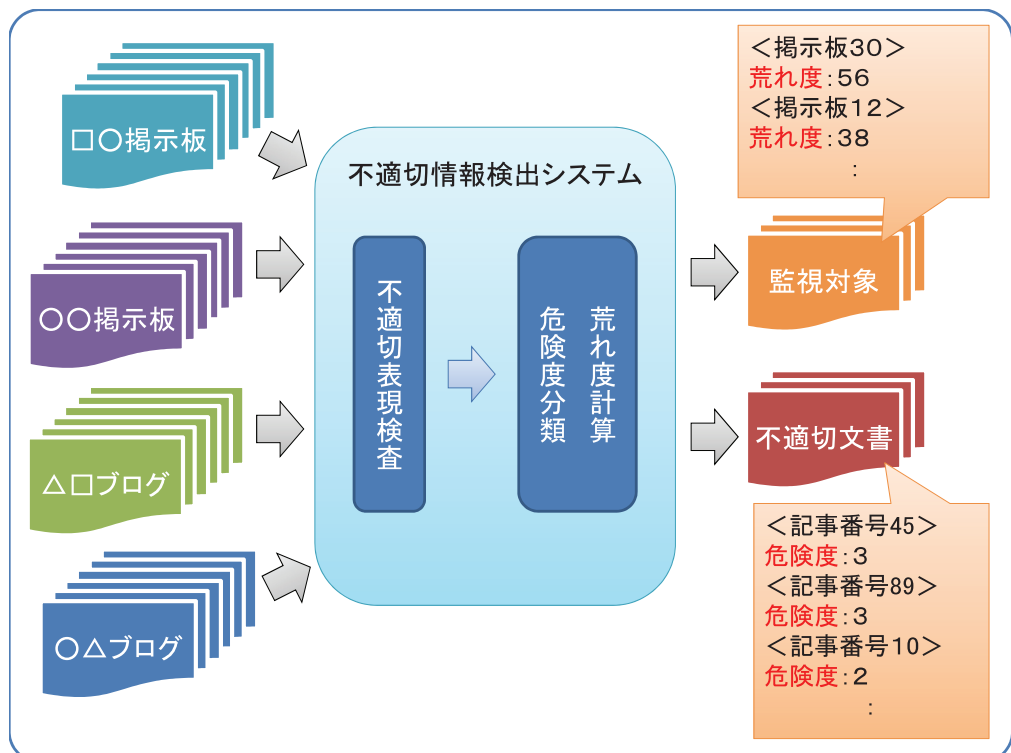 □〇掲示板
〇〇掲示板
△□ブログ
〇△ブログ
不適切情報検出システム
不適切表現検査
荒れ度計算
危険度分類
＜掲示板３０＞
荒れ度：56
＜掲示板１２＞
荒れ度：38
：
監視対象
不適切文書
＜記事番号45＞
危険度：３
＜記事番号89＞
危険度：３
＜記事番号１０＞
危険度：２
：